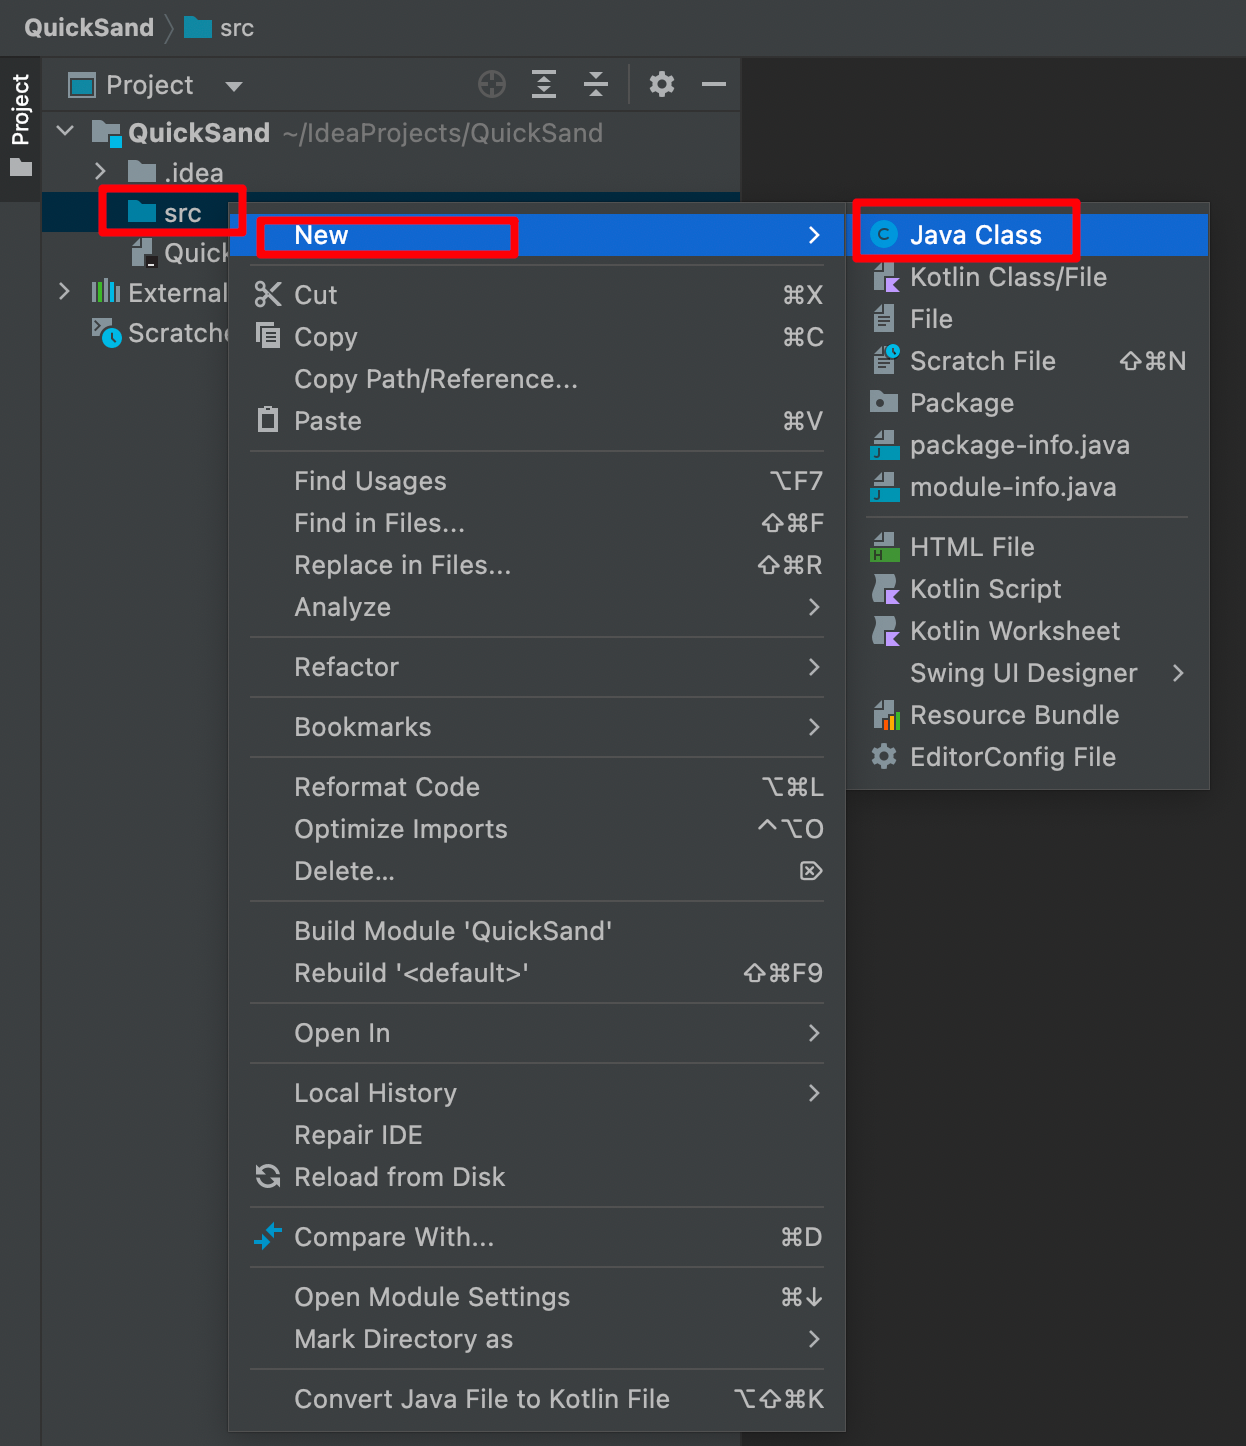 QuickSand src
Project
Project
QuickSand ~/IdeaProjects/QuickSand
.idea
src
Quick
External
Scratche
New
Cut ⌘X
Copy ⌘C
Copy Path/Reference...
Paste ⌘V
Find Usages ⌥F7
Find in Files... ⇧⌘F
Replace in Files... ⇧⌘R
Analyze
Refactor
Bookmarks
Reformat Code ⌥⌘L
Optimize Imports ^⌥O
Delete... ⌦
Build Module 'QuickSand'
Rebuild '<default>' ⇧⌘F9
Open In
Local History
Repair IDE
Reload from Disk
Compare With... ⌘D
Open Module Settings ⌘↓
Mark Directory as
Convert Java File to Kotlin File ⌥⇧⌘K
Java Class
Kotlin Class/File
File
Scratch File ⇧⌘N
Package
package-info.java
module-info.java
HTML File
Kotlin Script
Kotlin Worksheet
Swing UI Designer
Resource Bundle
EditorConfig File